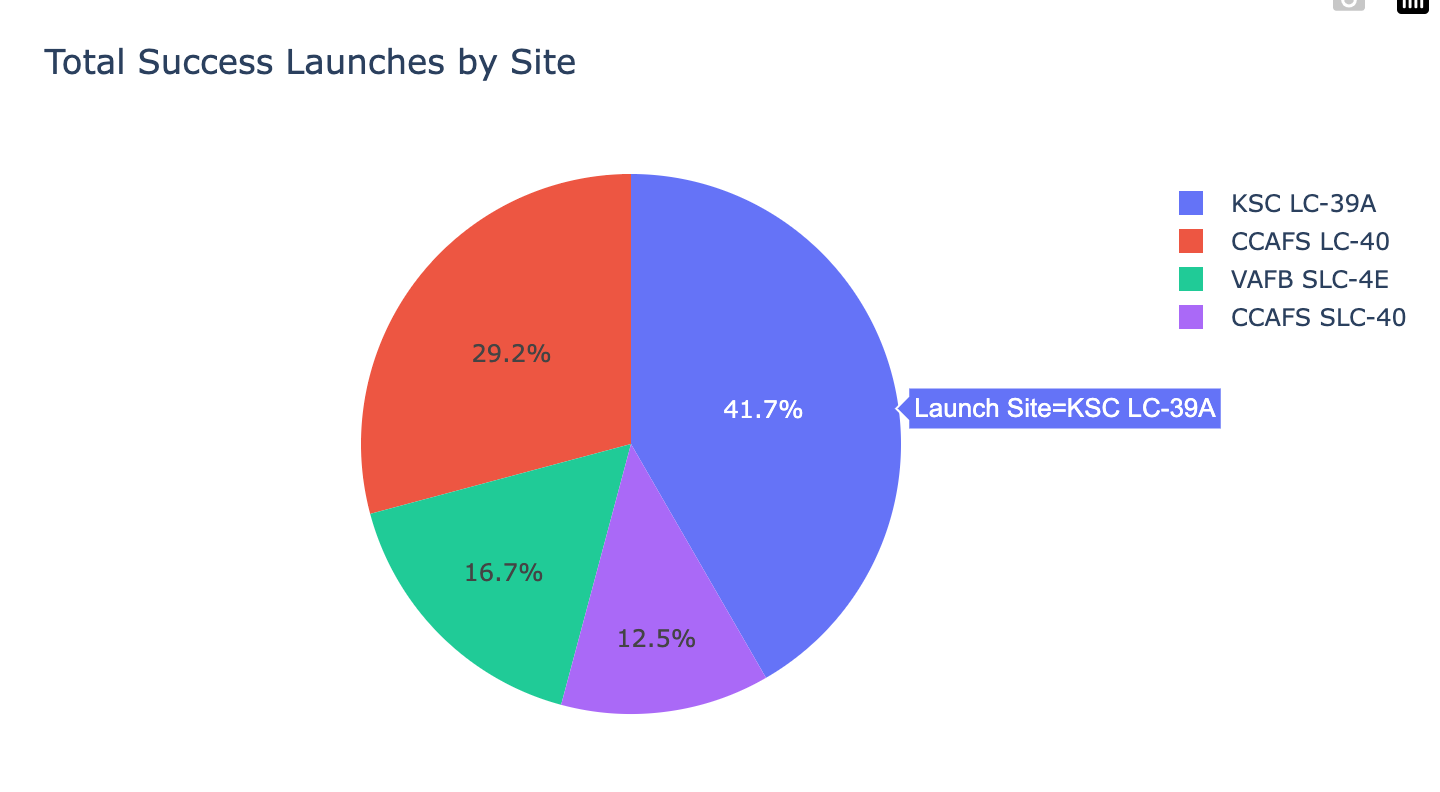 Total Success Launches by Site
KSC LC-39A
CCAFS LC-40
VAFB SLC-4E
CCAFS SLC-40
29.2%
41.7%
Launch Site=KSC LC-39A
16.7%
12.5%